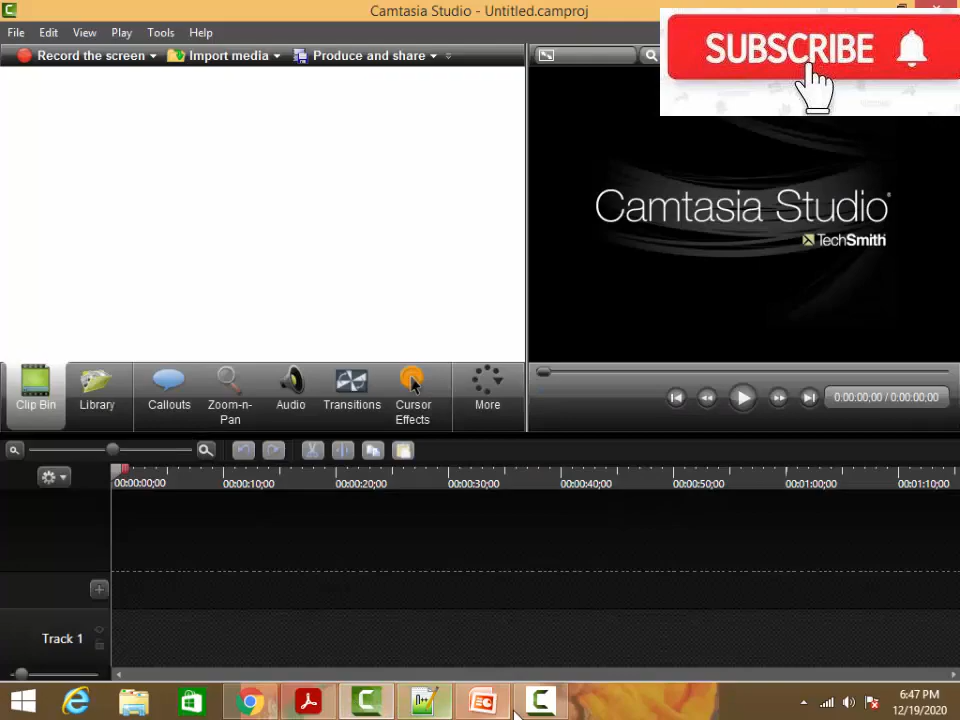 Camtasia Studio - Untitled.camproj
File Edit View Play Tools Help
Record the screen Import media Produce and share
SUBSCRIBE
Camtasia Studio®
TechSmith
Clip Bin Library Callouts Zoom-n-Pan Audio Transitions Cursor Effects More
0:00:00;00 / 0:00:00;00
00:00:00;00 00:00:10;00 00:00:20;00 00:00:30;00 00:00:40;00 00:00:50;00 00:01:00;00 00:01:10;00
Track 1
6:47 PM
12/19/2020